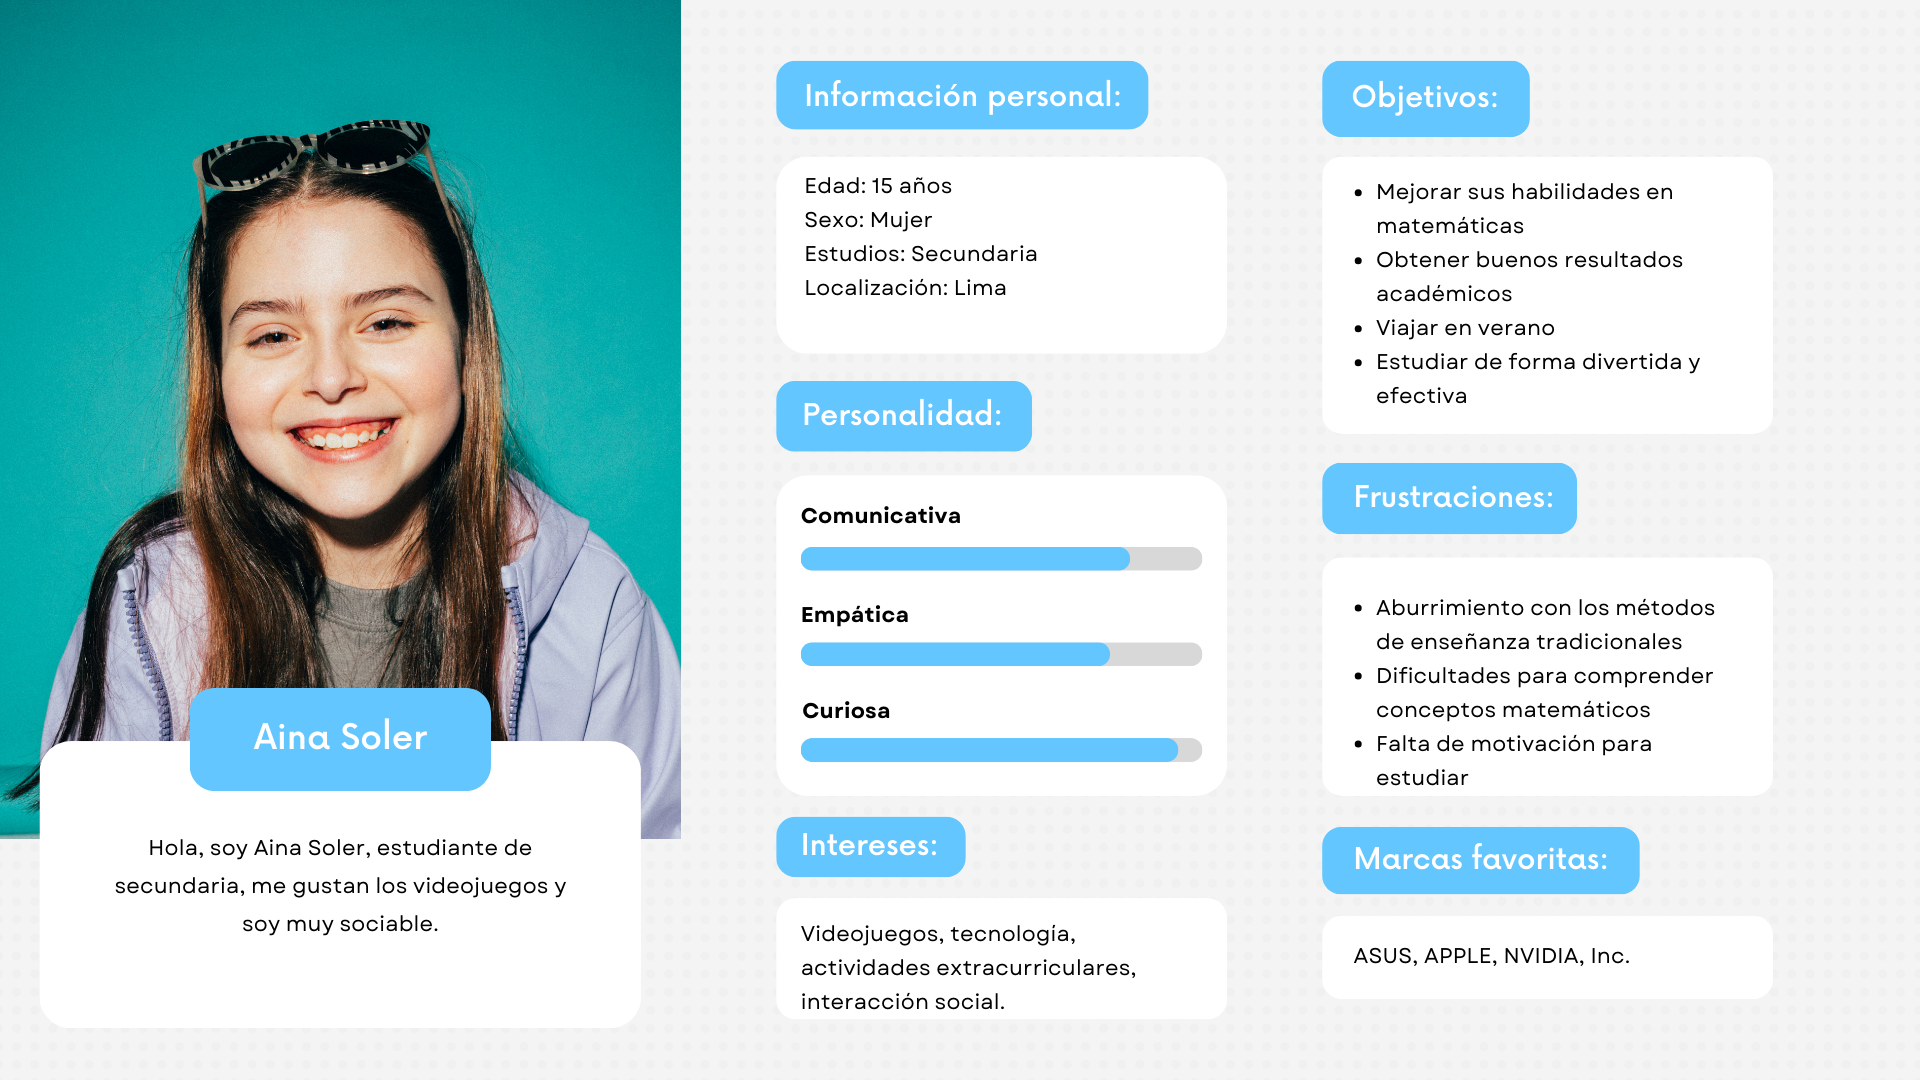 Aina Soler
Hola, soy Aina Soler, estudiante de
secundaria, me gustan los videojuegos y
soy muy sociable.
Información personal:
Edad: 15 años
Sexo: Mujer
Estudios: Secundaria
Localización: Lima
Personalidad:
Comunicativa
Empática
Curiosa
Intereses:
Videojuegos, tecnología,
actividades extracurriculares,
interacción social.
Objetivos:
• Mejorar sus habilidades en
matemáticas
• Obtener buenos resultados
académicos
• Viajar en verano
• Estudiar de forma divertida y
efectiva
Frustraciones:
• Aburrimiento con los métodos
de enseñanza tradicionales
• Dificultades para comprender
conceptos matemáticos
• Falta de motivación para
estudiar
Marcas favoritas:
ASUS, APPLE, NVIDIA, Inc.